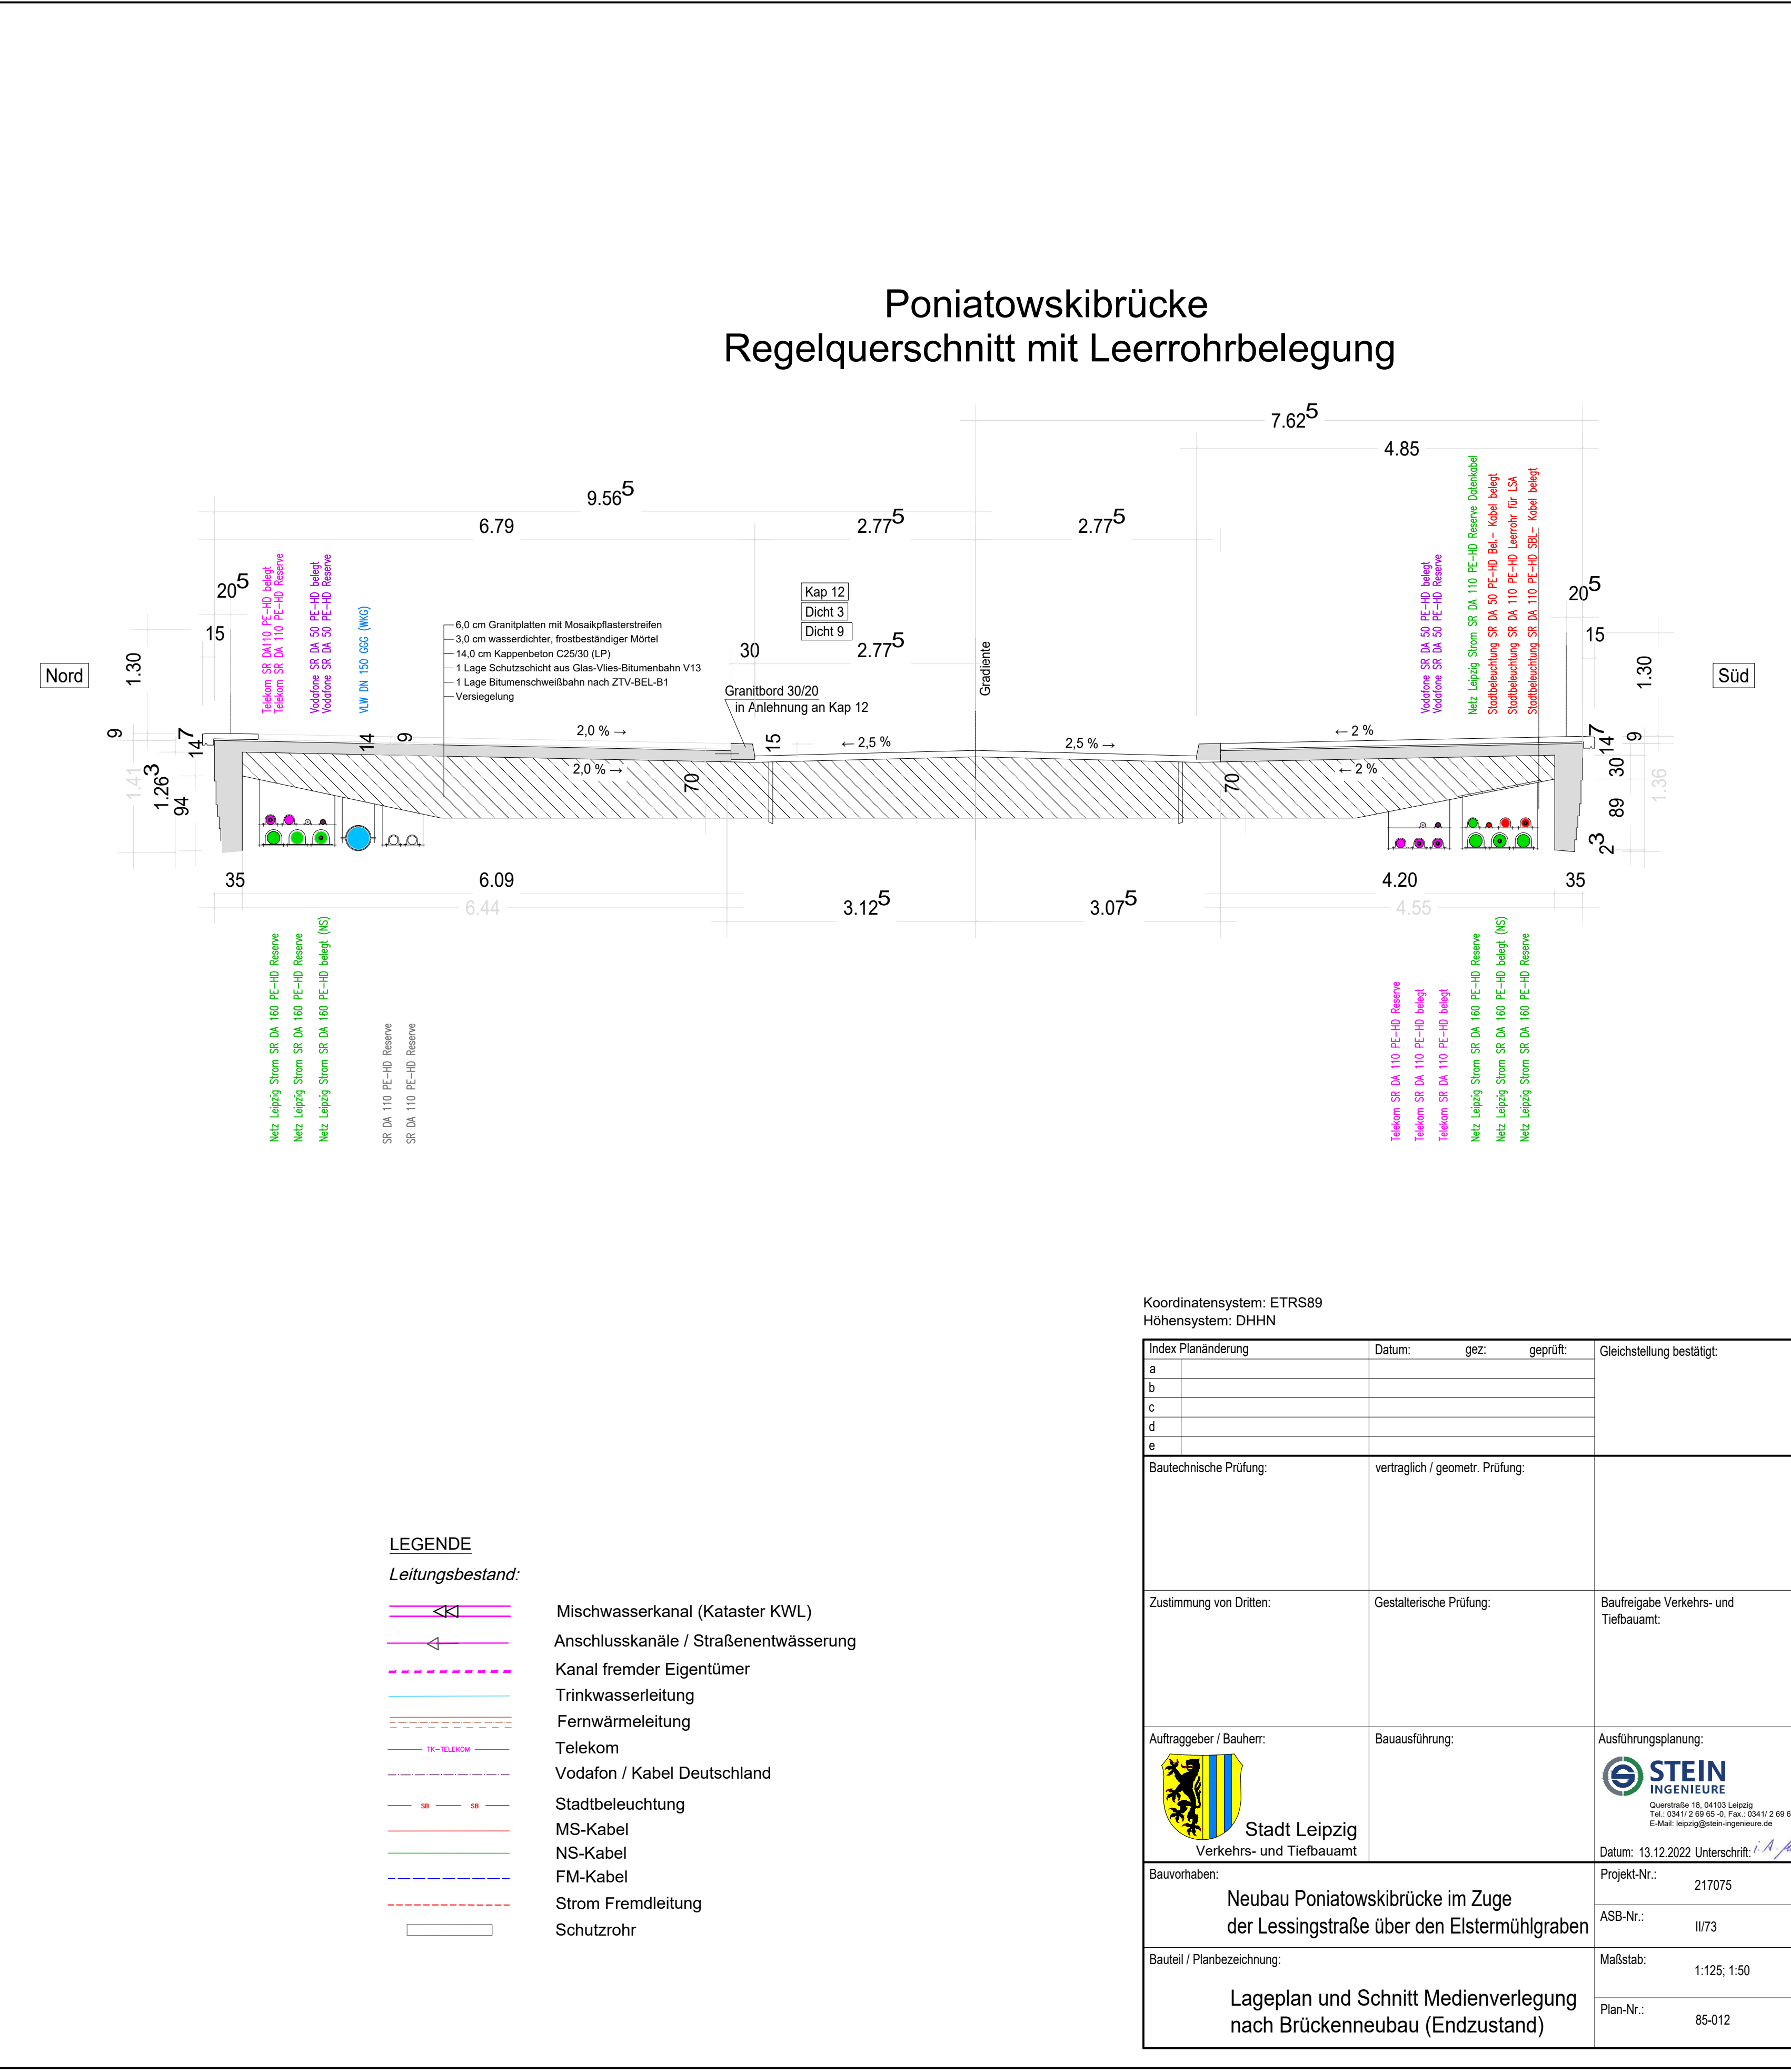 Poniatowskibrücke
Regelquerschnitt mit Leerrohrbelegung
7.62⁵
4.85
9.56⁵
6.79
2.77⁵
2.77⁵
20⁵
15
1.30
Nord
Telekom SR DA110 PE-HD belegt
Telekom SR DA 110 PE-HD Reserve
Vodafone SR DA 50 PE-HD belegt
Vodafone SR DA 50 PE-HD Reserve
VLW DN 150 GGG (WKG)
6,0 cm Granitplatten mit Mosaikpflasterstreifen
3,0 cm wasserdichter, frostbeständiger Mörtel
14,0 cm Kappenbeton C25/30 (LP)
1 Lage Schutzschicht aus Glas-Vlies-Bitumenbahn V13
1 Lage Bitumenschweißbahn nach ZTV-BEL-B1
Versiegelung
Kap 12
Dicht 3
Dicht 9
30
2.77⁵
Granitbord 30/20
in Anlehnung an Kap 12
Gradiente
Vodafone SR DA 50 PE-HD belegt
Vodafone SR DA 50 PE-HD Reserve
Netz Leipzig Strom SR DA 110 PE-HD Reserve Datenkabel
Stadtbeleuchtung SR DA 50 PE-HD Bel.- Kabel belegt
Stadtbeleuchtung SR DA 110 PE-HD Leerrohr für LSA
Stadtbeleuchtung SR DA 110 PE-HD SBL- Kabel belegt
20⁵
15
1.30
Süd
9
7
14
1.41
1.26³
94
14
9
2,0 % →
2,0 % →
70
15
← 2,5 %
2,5 % →
← 2 %
← 2 %
70
7
14
9
30
89
2³
1.36
35
6.09
6.44
3.12⁵
3.07⁵
4.20
4.55
35
Netz Leipzig Strom SR DA 160 PE-HD Reserve
Netz Leipzig Strom SR DA 160 PE-HD Reserve
Netz Leipzig Strom SR DA 160 PE-HD belegt (NS)
SR DA 110 PE-HD Reserve
SR DA 110 PE-HD Reserve
Telekom SR DA 110 PE-HD Reserve
Telekom SR DA 110 PE-HD belegt
Telekom SR DA 110 PE-HD belegt
Netz Leipzig Strom SR DA 160 PE-HD Reserve
Netz Leipzig Strom SR DA 160 PE-HD belegt (NS)
Netz Leipzig Strom SR DA 160 PE-HD Reserve
LEGENDE
Leitungsbestand:
Mischwasserkanal (Kataster KWL)
Anschlusskanäle / Straßenentwässerung
Kanal fremder Eigentümer
Trinkwasserleitung
Fernwärmeleitung
TK-TELEKOM Telekom
Vodafon / Kabel Deutschland
SB SB Stadtbeleuchtung
MS-Kabel
NS-Kabel
FM-Kabel
Strom Fremdleitung
Schutzrohr
Koordinatensystem: ETRS89
Höhensystem: DHHN
Index Planänderung Datum: gez: geprüft: Gleichstellung bestätigt:
a
b
c
d
e
Bautechnische Prüfung: vertraglich / geometr. Prüfung:
Zustimmung von Dritten: Gestalterische Prüfung: Baufreigabe Verkehrs- und
Tiefbauamt:
Auftraggeber / Bauherr: Bauausführung: Ausführungsplanung:
Stadt Leipzig
Verkehrs- und Tiefbauamt
STEIN
INGENIEURE
Querstraße 18, 04103 Leipzig
Tel.: 0341/ 2 69 65 -0, Fax.: 0341/ 2 69 6
E-Mail: leipzig@stein-ingenieure.de
Datum: 13.12.2022 Unterschrift: i. A.
Bauvorhaben:
Neubau Poniatowskibrücke im Zuge
der Lessingstraße über den Elstermühlgraben
Projekt-Nr.:
217075
ASB-Nr.:
II/73
Bauteil / Planbezeichnung:
Lageplan und Schnitt Medienverlegung
nach Brückenneubau (Endzustand)
Maßstab:
1:125; 1:50
Plan-Nr.:
85-012